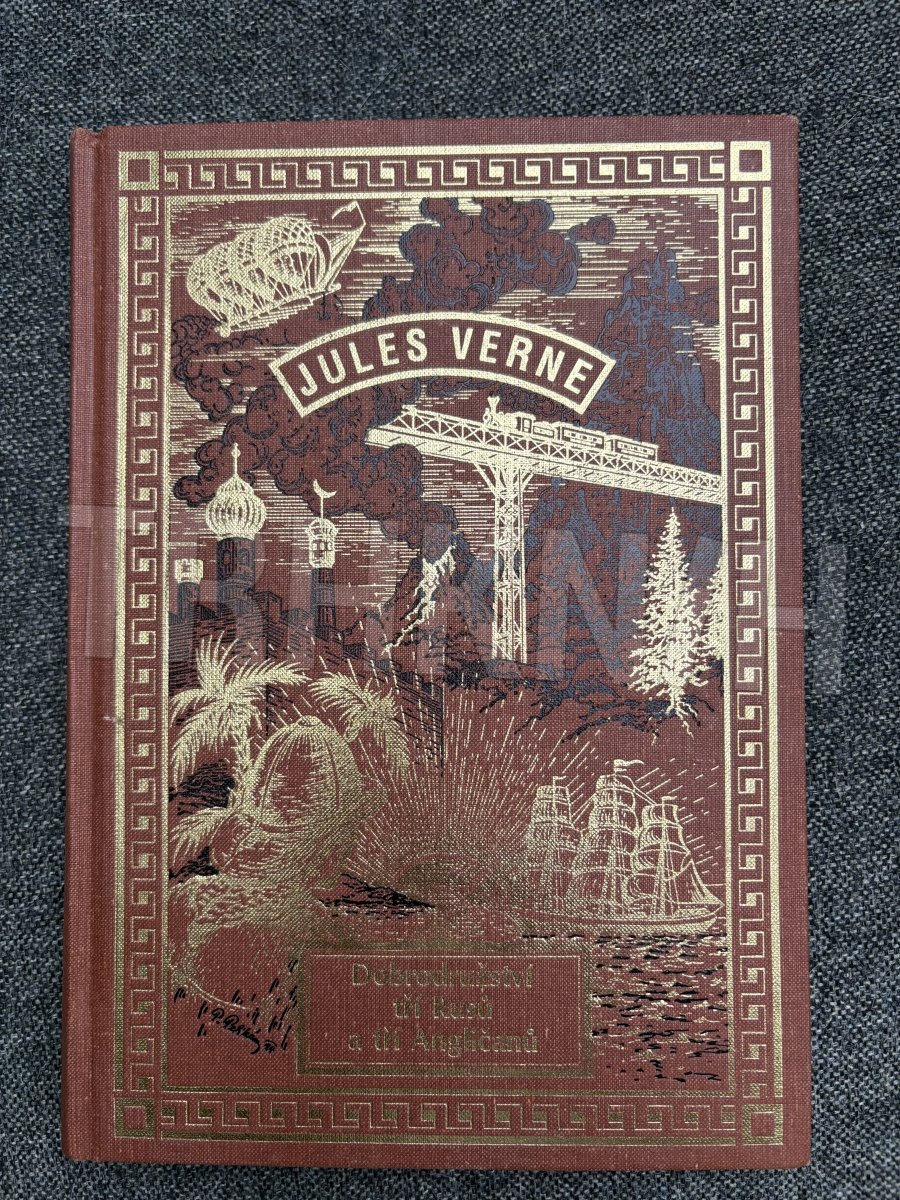 JULES VERNE
Dobrodružství
tří Rusů
a tří Angličanů